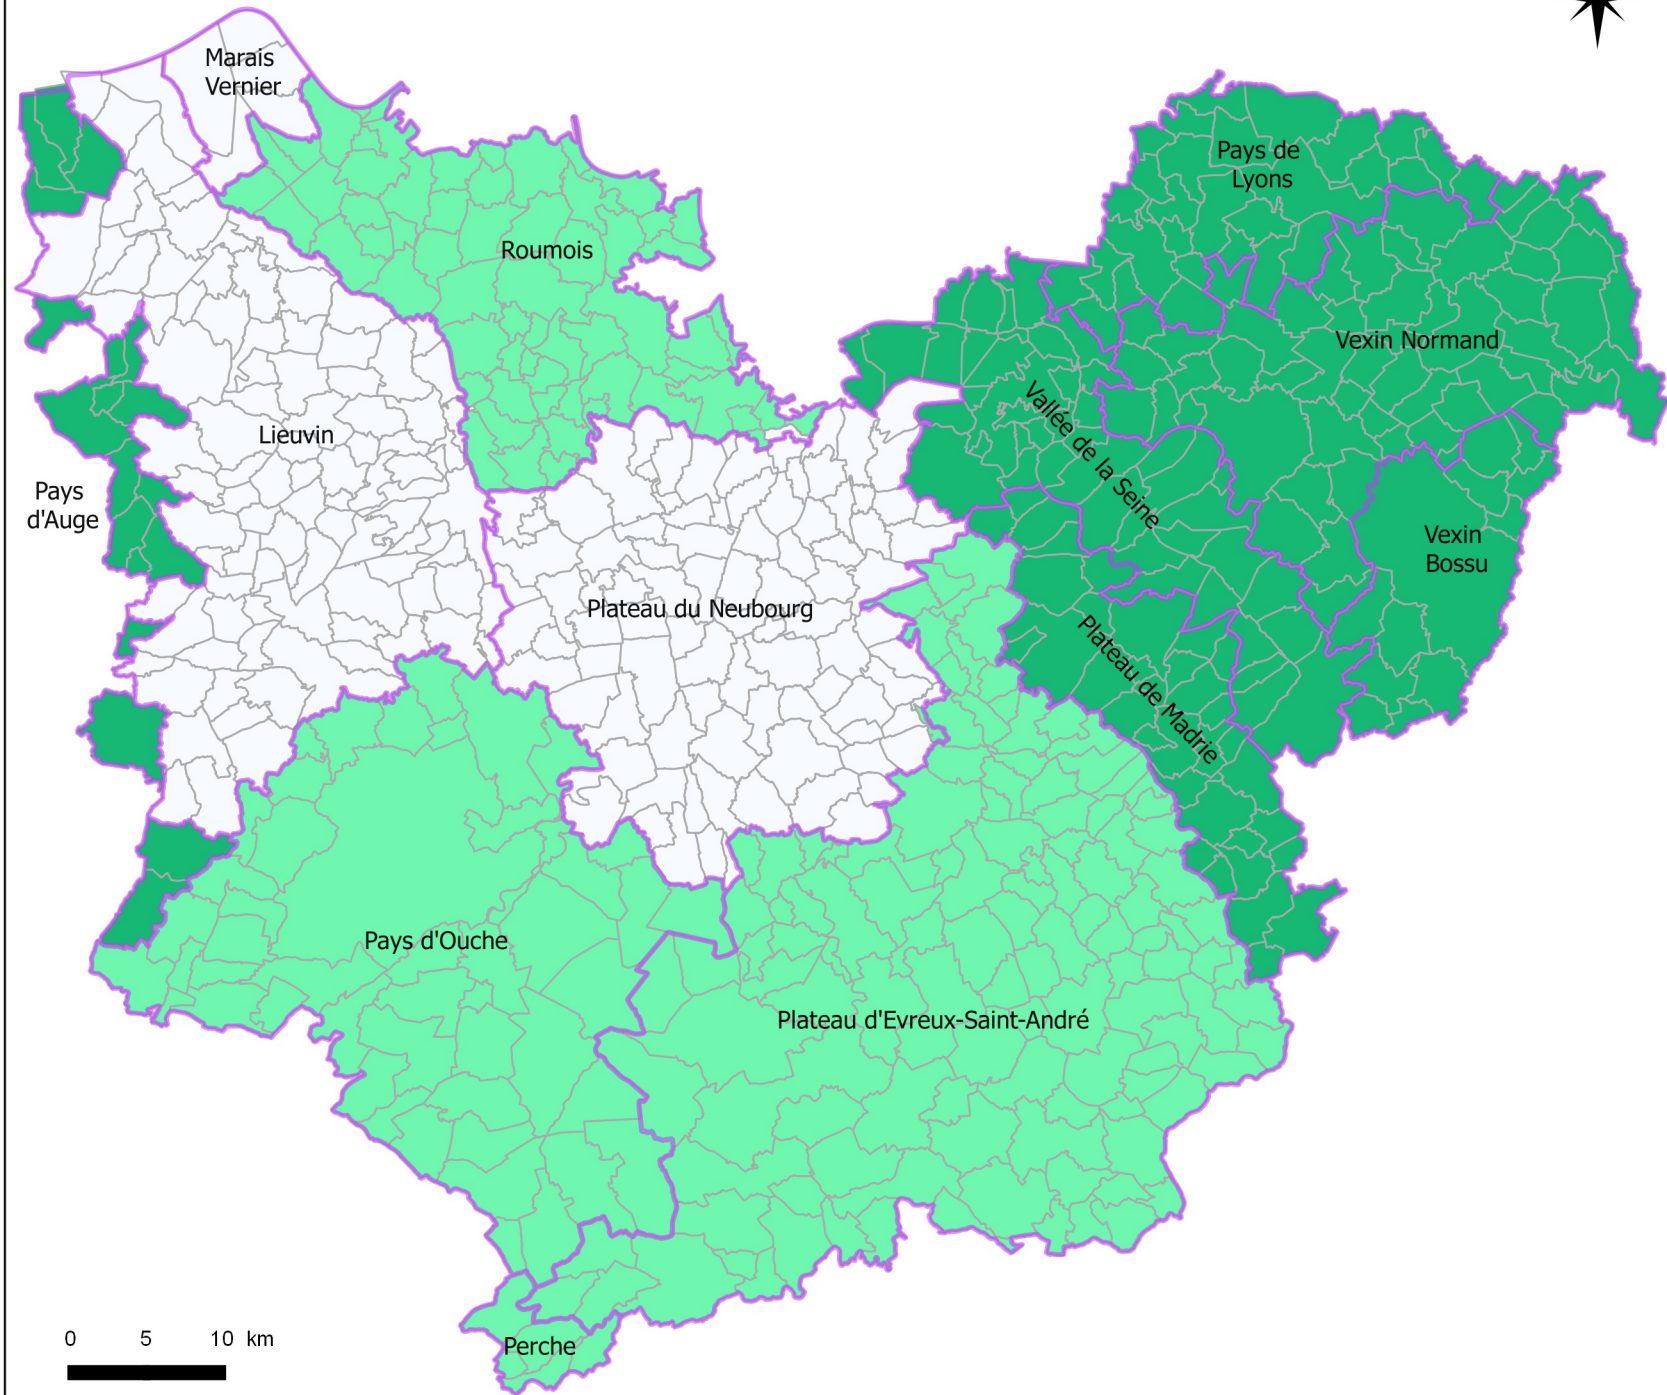 Marais
Vernier
Pays de
Lyons
Roumois
Vexin Normand
Vallée de la Seine
Lieuvin
Pays
d'Auge
Vexin
Bossu
Plateau du Neubourg
Plateau de Madrie
Pays d'Ouche
Plateau d'Evreux-Saint-André
0 5 10 km
Perche